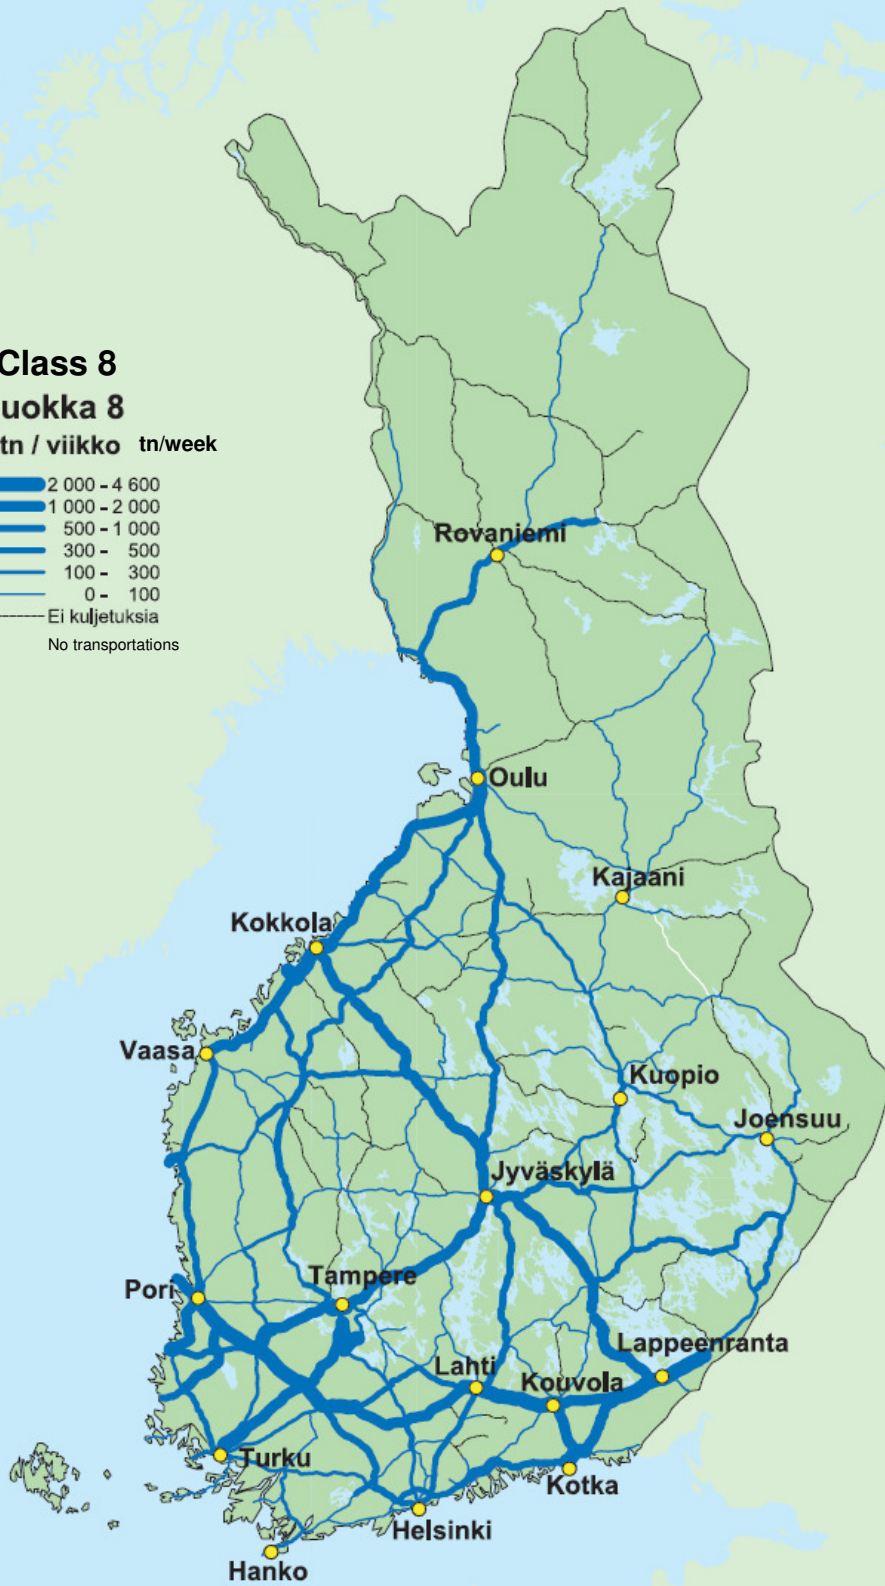 Class 8
uokka 8
tn / viikko tn/week
2 000 - 4 600
1 000 - 2 000
500 - 1 000
300 - 500
100 - 300
0 - 100
Ei kuljetuksia
No transportations
Rovaniemi
Oulu
Kajaani
Kokkola
Vaasa
Kuopio
Joensuu
Jyväskylä
Tampere
Pori
Lappeenranta
Lahti
Kouvola
Turku
Kotka
Helsinki
Hanko